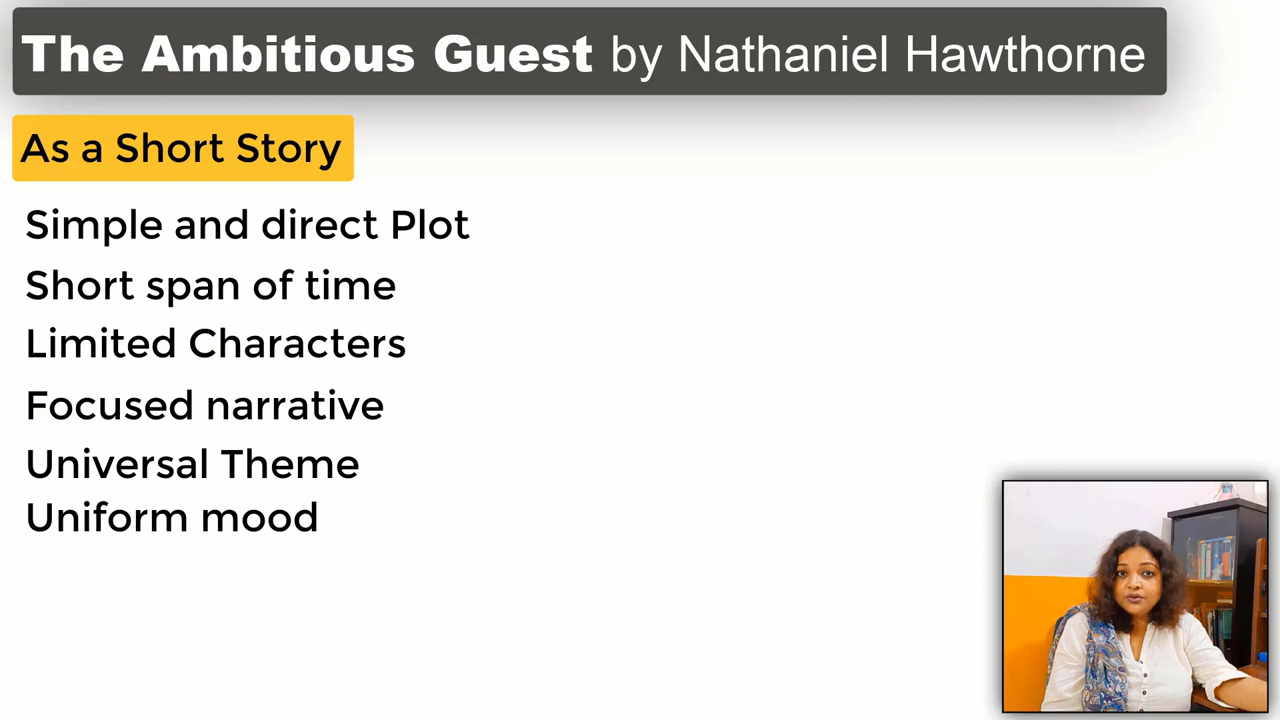 The Ambitious Guest by Nathaniel Hawthorne
As a Short Story
Simple and direct Plot
Short span of time
Limited Characters
Focused narrative
Universal Theme
Uniform mood